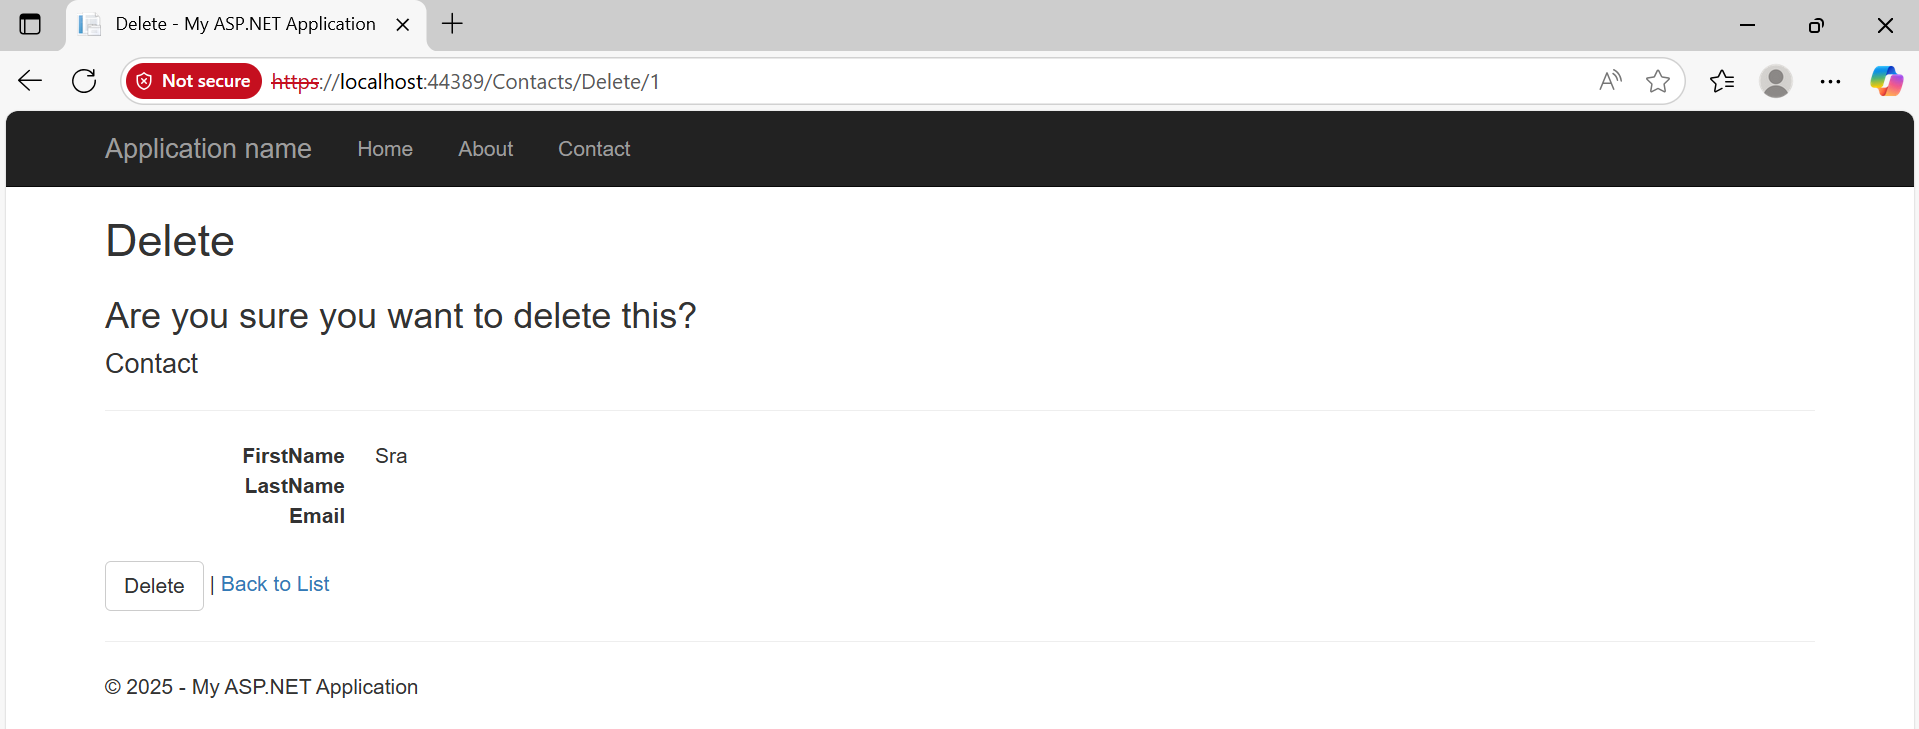 Delete - My ASP.NET Application
Not secure https://localhost:44389/Contacts/Delete/1
Application name Home About Contact
Delete
Are you sure you want to delete this?
Contact
FirstName Sra
LastName
Email
Delete | Back to List
© 2025 - My ASP.NET Application